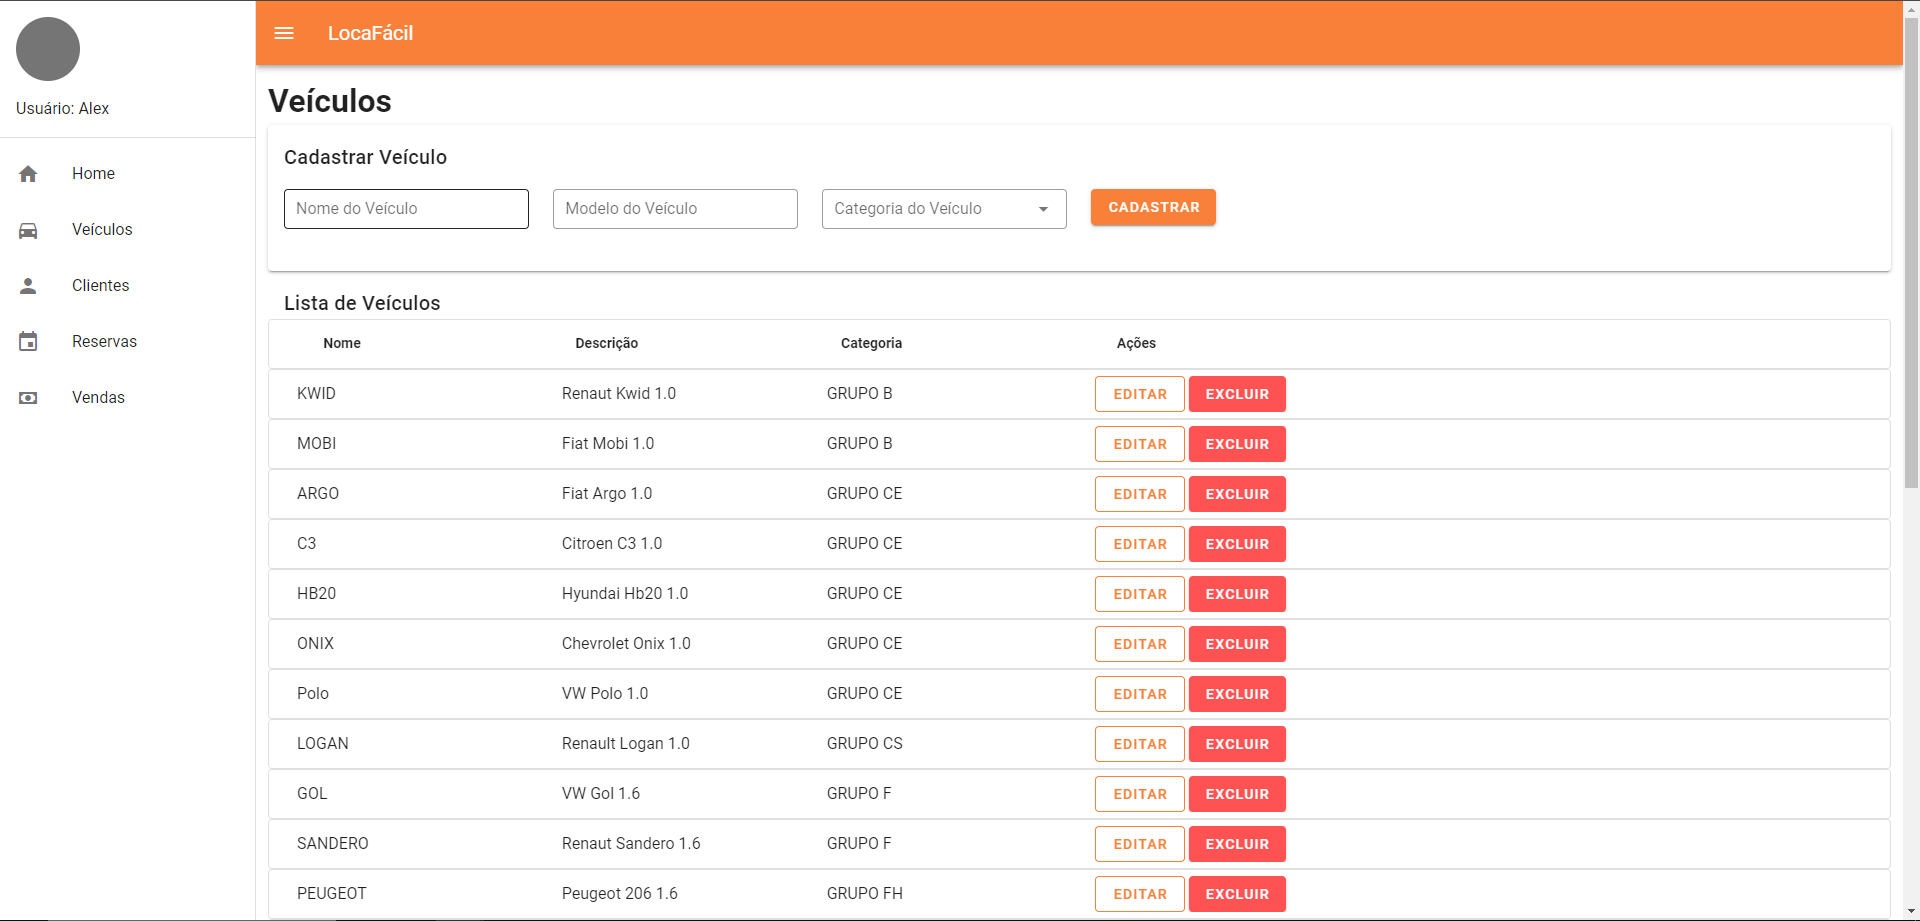 LocaFácil
Usuário: Alex
Home
Veículos
Clientes
Reservas
Vendas
Veículos
Cadastrar Veículo
Nome do Veículo Modelo do Veículo Categoria do Veículo CADASTRAR
Lista de Veículos
Nome Descrição Categoria Ações
KWID Renaut Kwid 1.0 GRUPO B EDITAR EXCLUIR
MOBI Fiat Mobi 1.0 GRUPO B EDITAR EXCLUIR
ARGO Fiat Argo 1.0 GRUPO CE EDITAR EXCLUIR
C3 Citroen C3 1.0 GRUPO CE EDITAR EXCLUIR
HB20 Hyundai Hb20 1.0 GRUPO CE EDITAR EXCLUIR
ONIX Chevrolet Onix 1.0 GRUPO CE EDITAR EXCLUIR
Polo VW Polo 1.0 GRUPO CE EDITAR EXCLUIR
LOGAN Renault Logan 1.0 GRUPO CS EDITAR EXCLUIR
GOL VW Gol 1.6 GRUPO F EDITAR EXCLUIR
SANDERO Renaut Sandero 1.6 GRUPO F EDITAR EXCLUIR
PEUGEOT Peugeot 206 1.6 GRUPO FH EDITAR EXCLUIR